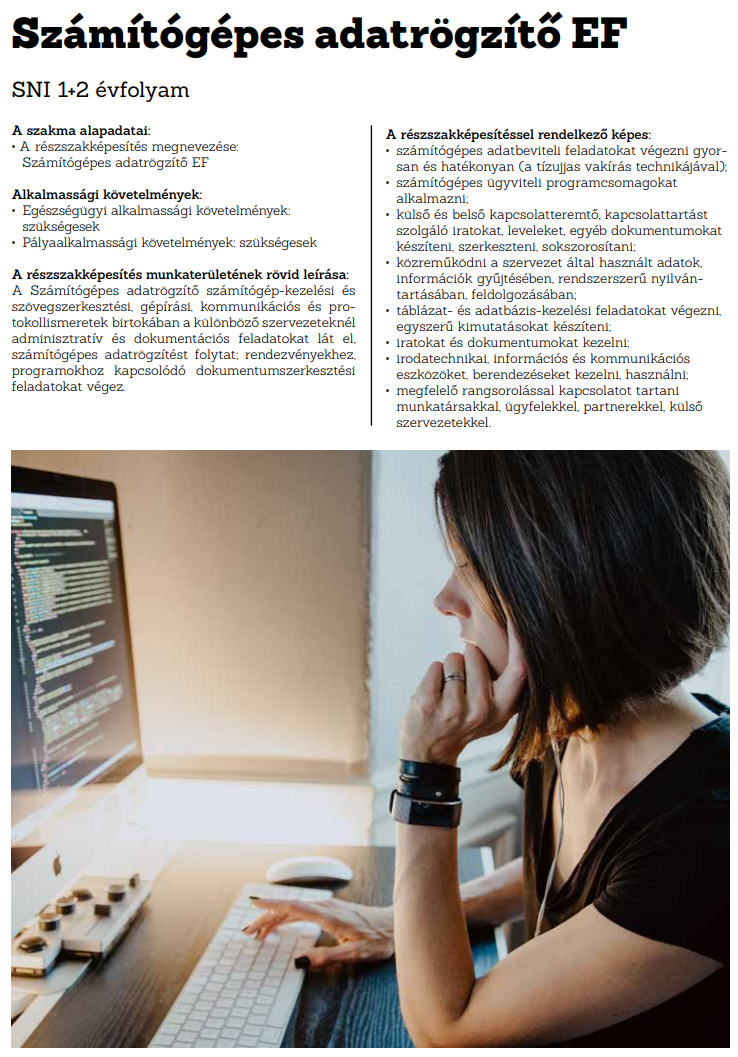 Számítógépes adatrögzítő EF
SNI 1+2 évfolyam
A szakma alapadatai:
• A részszakképesítés megnevezése:
Számítógépes adatrögzítő EF
Alkalmassági követelmények:
• Egészségügyi alkalmassági követelmények:
szükségesek
• Pályaalkalmassági követelmények: szükségesek
A részszakképesítés munkaterületének rövid leírása:
A Számítógépes adatrögzítő számítógép-kezelési és
szövegszerkesztési, gépírási, kommunikációs és pro-
tokollismeretek birtokában a különböző szervezeteknél
adminisztratív és dokumentációs feladatokat lát el,
számítógépes adatrögzítést folytat; rendezvényekhez,
programokhoz kapcsolódó dokumentumszerkesztési
feladatokat végez.
A részszakképesítéssel rendelkező képes:
• számítógépes adatbeviteli feladatokat végezni gyor-
san és hatékonyan (a tízujjas vakírás technikájával);
• számítógépes ügyviteli programcsomagokat
alkalmazni;
• külső és belső kapcsolatteremtő, kapcsolattartást
szolgáló iratokat, leveleket, egyéb dokumentumokat
készíteni, szerkeszteni, sokszorosítani;
• közreműködni a szervezet által használt adatok,
információk gyűjtésében, rendszerszerű nyilván-
tartásában, feldolgozásában;
• táblázat- és adatbázis-kezelési feladatokat végezni,
egyszerű kimutatásokat készíteni;
• iratokat és dokumentumokat kezelni;
• irodatechnikai, információs és kommunikációs
eszközöket, berendezéseket kezelni, használni;
• megfelelő rangsorolással kapcsolatot tartani
munkatársakkal, ügyfelekkel, partnerekkel, külső
szervezetekkel.